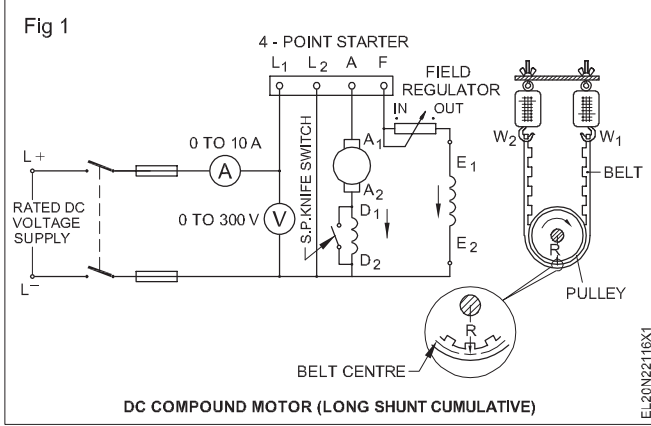 Fig 1
4 - POINT STARTER
L1 L2 A F
FIELD
REGULATOR
IN OUT
S.P.KNIFE SWITCH
0 TO 10 A
A
L+
RATED DC
VOLTAGE
SUPPLY
L–
0 TO 300 V
V
A1
A2
D1
D2
E1
E2
W2 W1
BELT
R
PULLEY
R
BELT CENTRE
DC COMPOUND MOTOR (LONG SHUNT CUMULATIVE)
EL20N22116X1